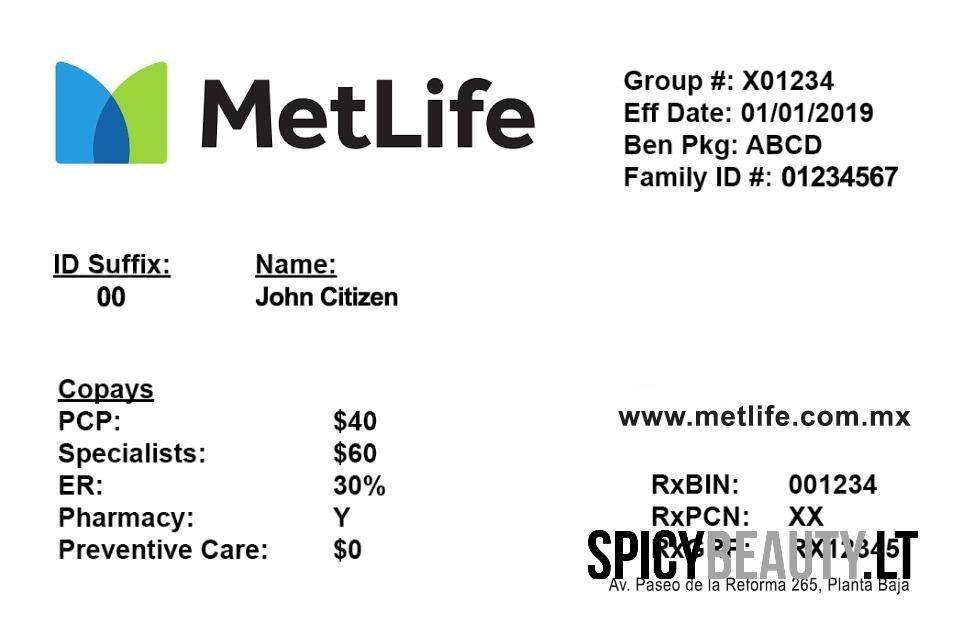 MetLife
Group #: X01234
Eff Date: 01/01/2019
Ben Pkg: ABCD
Family ID #: 01234567
ID Suffix:
00
Name:
John Citizen
Copays
PCP: $40
Specialists: $60
ER: 30%
Pharmacy: Y
Preventive Care: $0
www.metlife.com.mx
RxBIN: 001234
RxPCN: XX
RX12345
SPICYBEAUTY.LT
Av. Paseo de la Reforma 265, Planta Baja